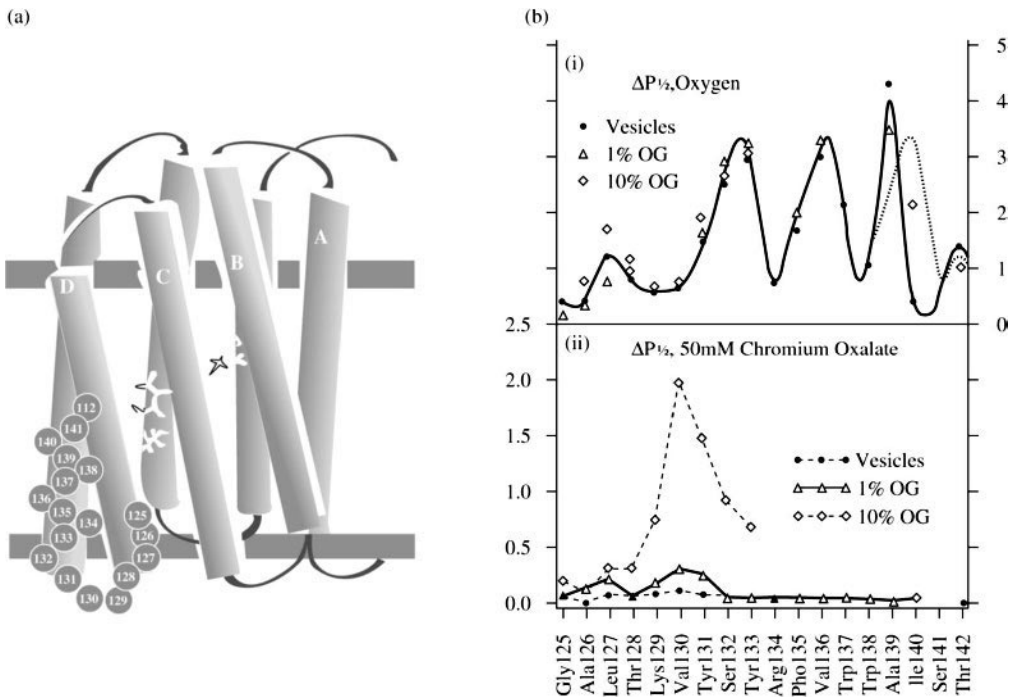 (a)
A
B
C
D
112
141
140
139
138
137
136
135
134
133
132
131
130
129
128
127
126
125
(b)
(i)
ΔP½,Oxygen
Vesicles
1% OG
10% OG
5
4
3
2
1
0
2.5
(ii)
ΔP½, 50mM Chromium Oxalate
2.0
1.5
1.0
0.5
0.0
Vesicles
1% OG
10% OG
Gly125
Ala126
Leu127
Thr128
Lys129
Val130
Tyr131
Ser132
Tyr133
Arg134
Pho135
Val136
Trp137
Trp138
Ala139
Ile140
Ser141
Thr142